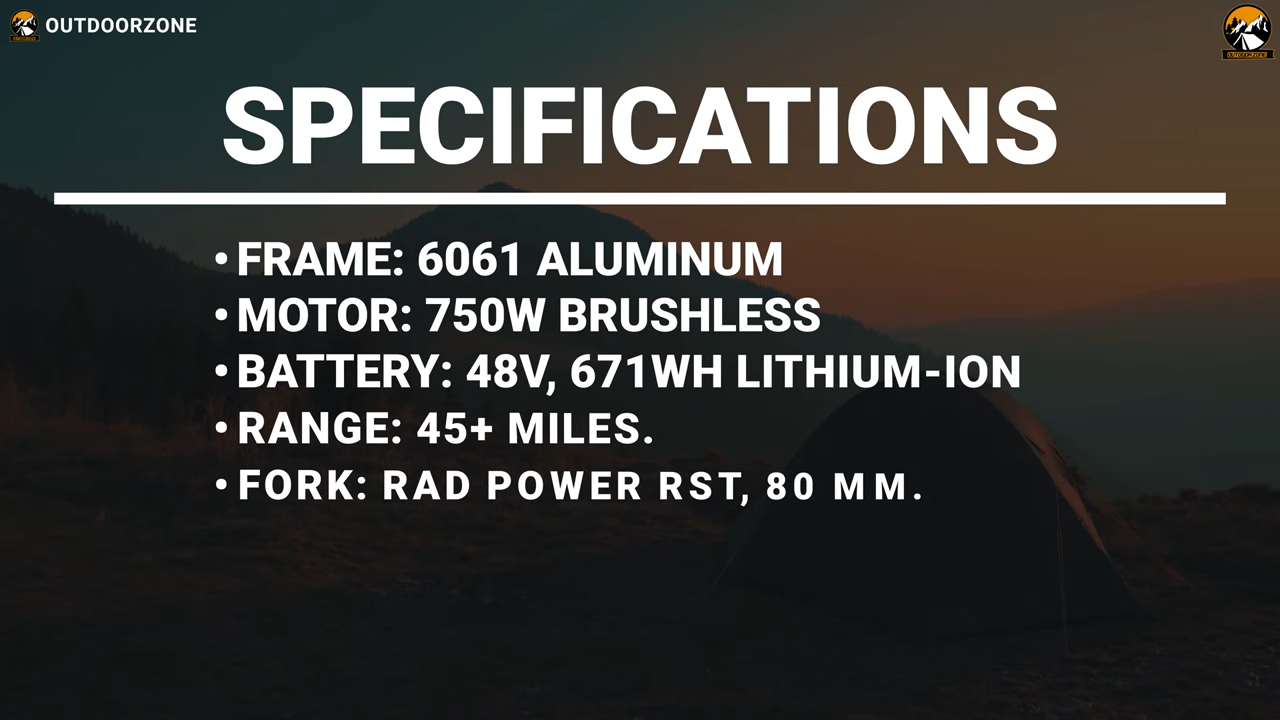 OUTDOORZONE
OUTDOORZONE
SPECIFICATIONS
• FRAME: 6061 ALUMINUM
• MOTOR: 750W BRUSHLESS
• BATTERY: 48V, 671WH LITHIUM-ION
• RANGE: 45+ MILES.
• FORK: RAD POWER RST, 80 MM.